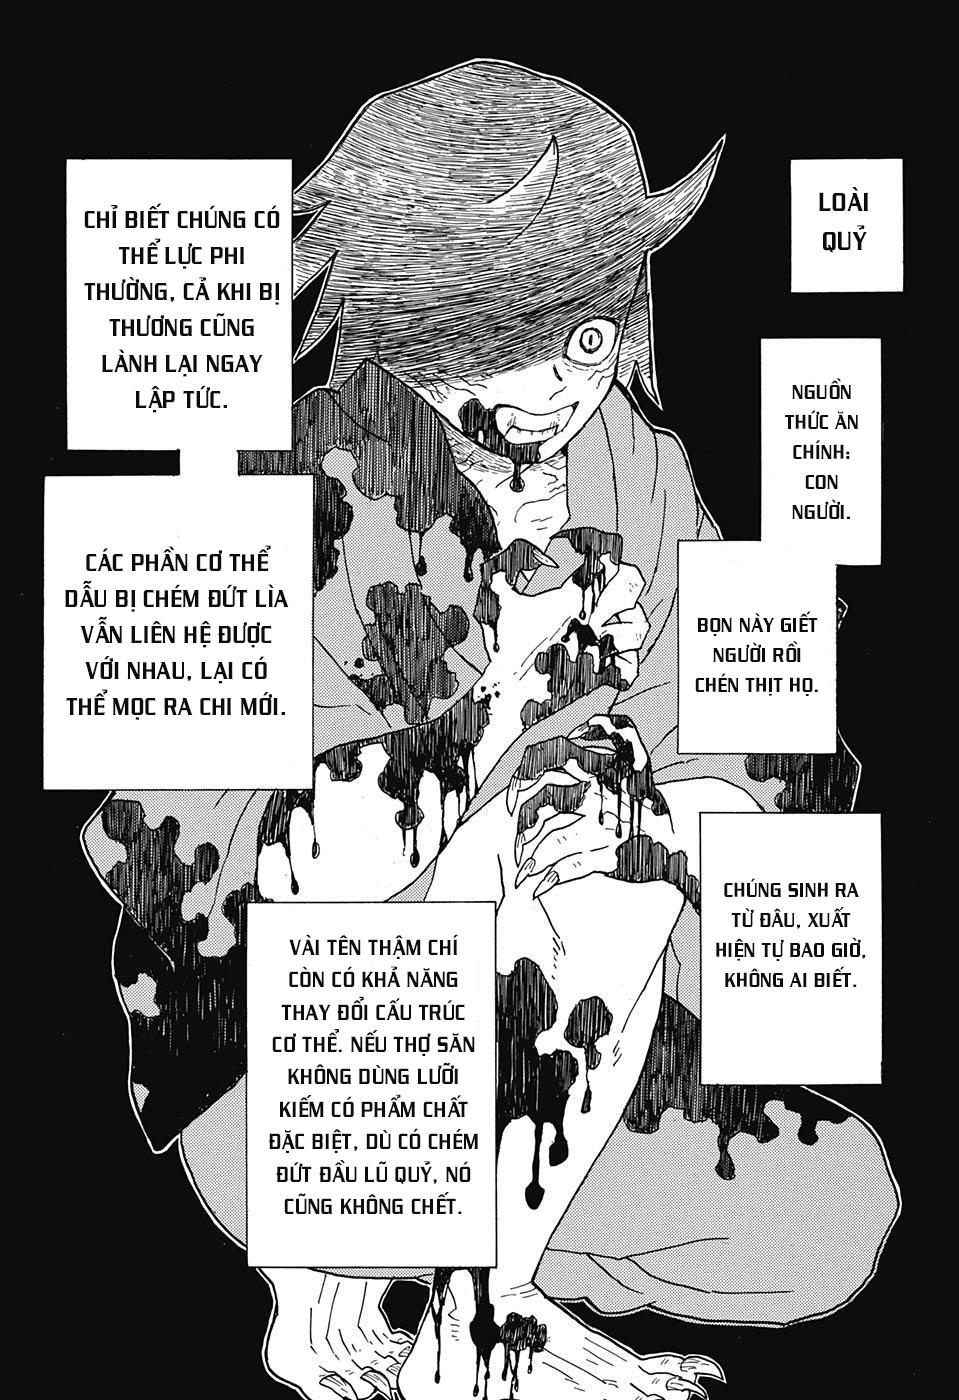 LOÀI
QUỶ
NGUỒN
THỨC ĂN
CHÍNH:
CON
NGƯỜI.
BỌN NÀY GIẾT
NGƯỜI RỒI
CHÉN THỊT HỌ.
CHÚNG SINH RA
TỪ ĐÂU, XUẤT
HIỆN TỰ BAO GIỜ,
KHÔNG AI BIẾT.
CHỈ BIẾT CHÚNG CÓ
THỂ LỰC PHI
THƯỜNG, CẢ KHI BỊ
THƯƠNG CŨNG
LÀNH LẠI NGAY
LẬP TỨC.
CÁC PHẦN CƠ THỂ
DẪU BỊ CHÉM ĐỨT LÌA
VẪN LIÊN HỆ ĐƯỢC
VỚI NHAU, LẠI CÓ
THỂ MỌC RA CHI MỚI.
VÀI TÊN THẬM CHÍ
CÒN CÓ KHẢ NĂNG
THAY ĐỔI CẤU TRÚC
CƠ THỂ. NẾU THỢ SĂN
KHÔNG DÙNG LƯỠI
KIẾM CÓ PHẨM CHẤT
ĐẶC BIỆT, DÙ CÓ CHÉM
ĐỨT ĐẦU LŨ QUỶ, NÓ
CŨNG KHÔNG CHẾT.